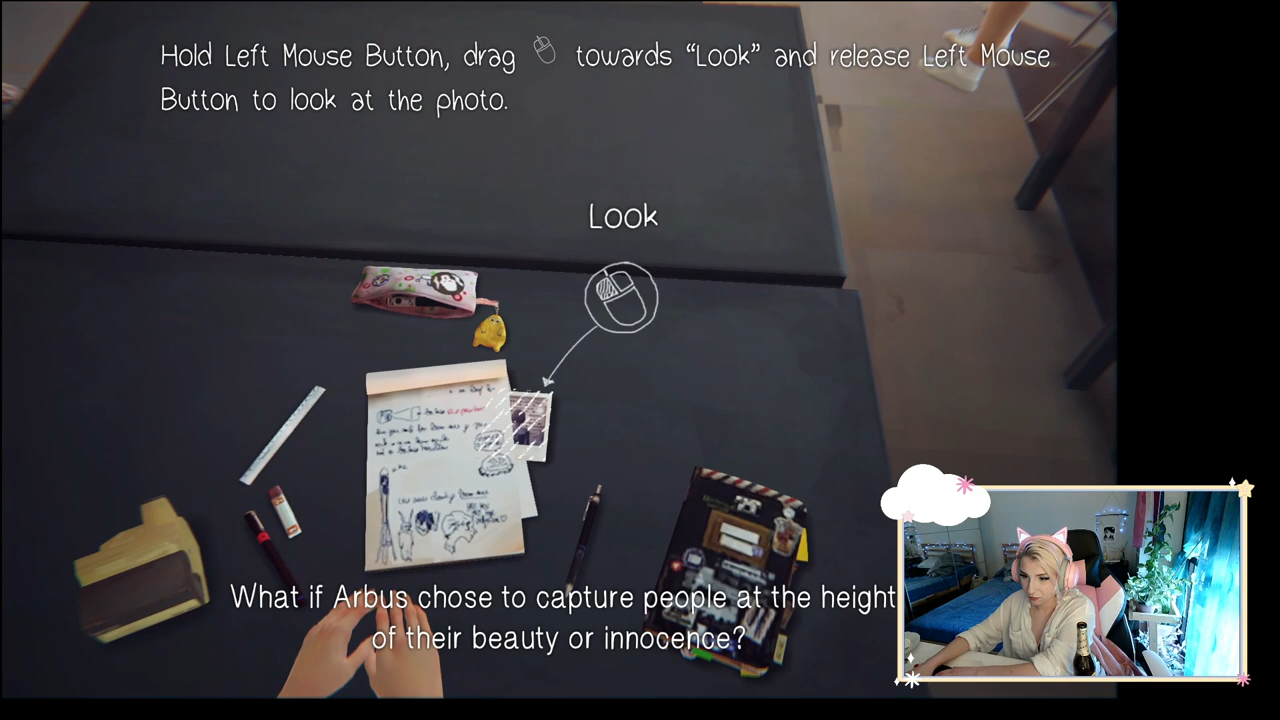 Hold Left Mouse Button, drag towards “Look” and release Left Mouse
Button to look at the photo.
Look
What if Arbus chose to capture people at the height
of their beauty or innocence?